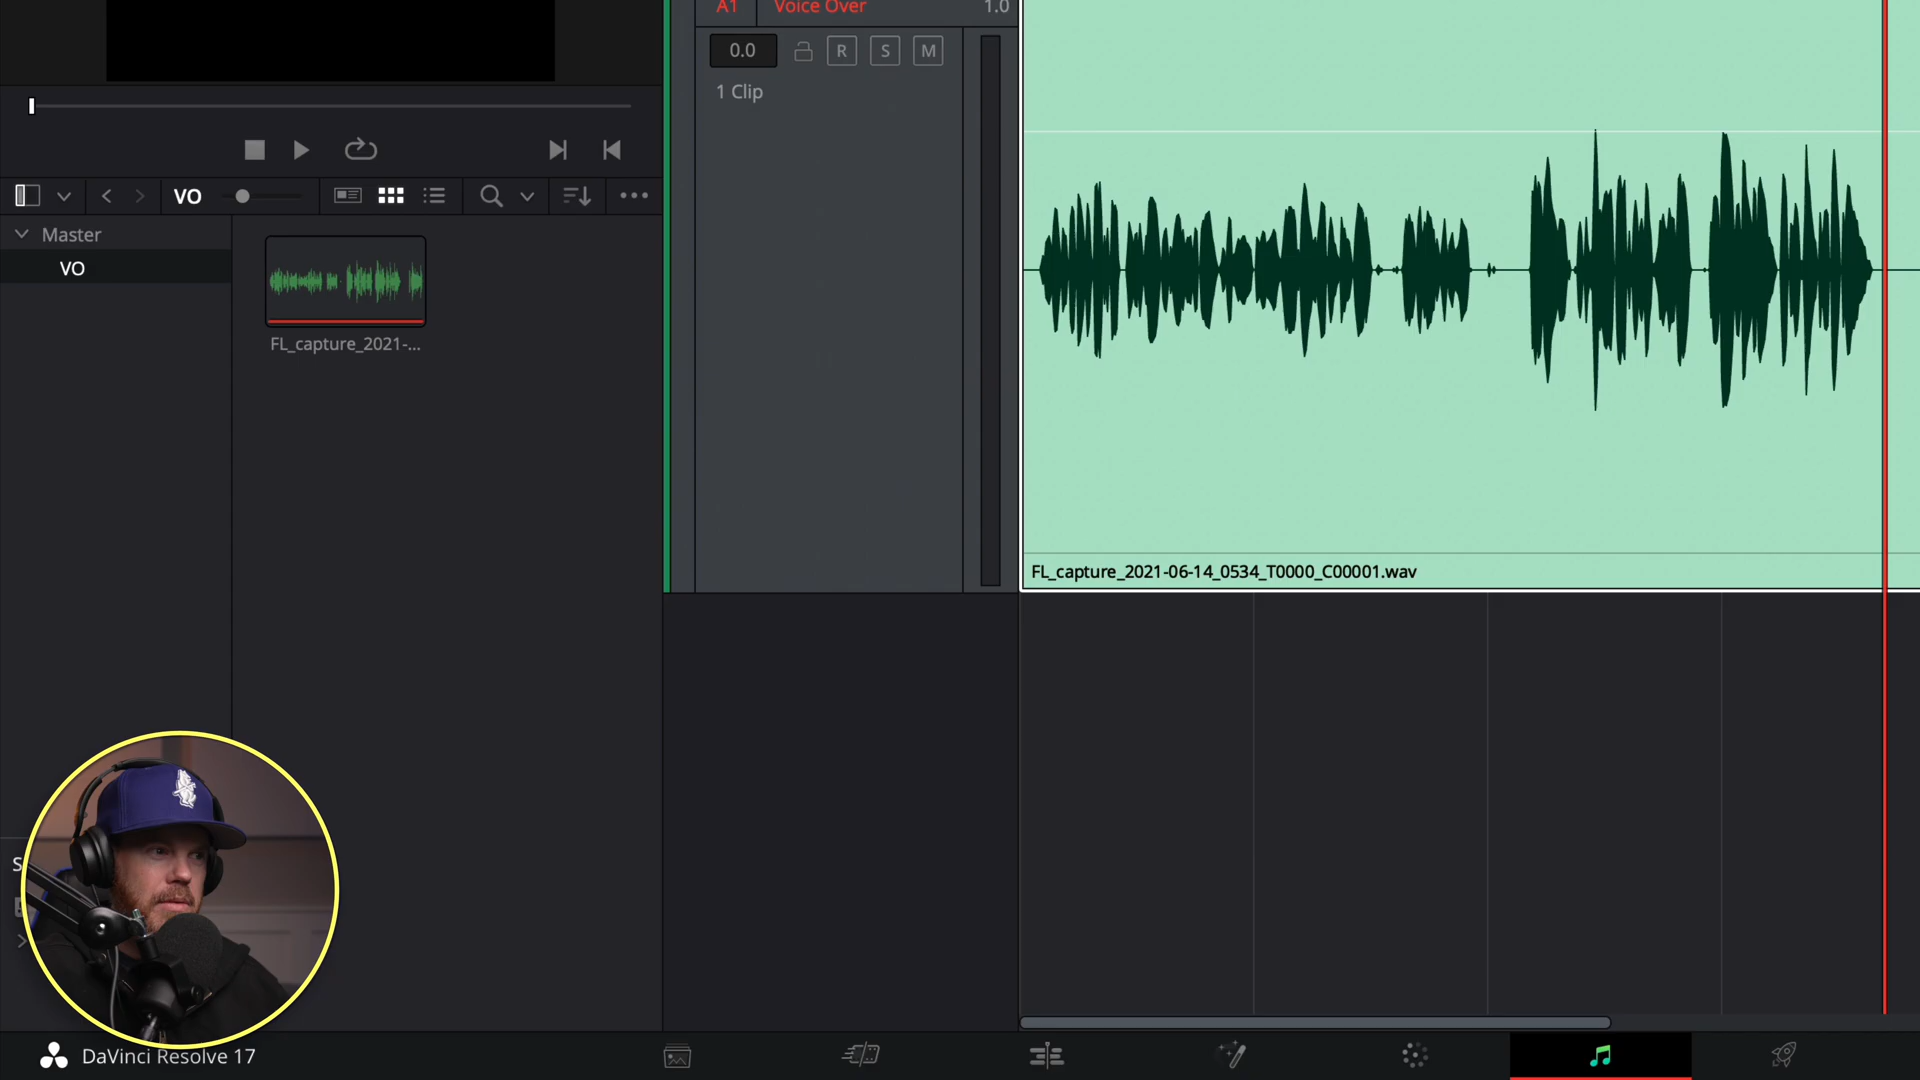 A1 Voice Over 1.0
0.0 R S M
1 Clip
VO
Master
VO
FL_capture_2021-...
FL_capture_2021-06-14_0534_T0000_C00001.wav
S
DaVinci Resolve 17